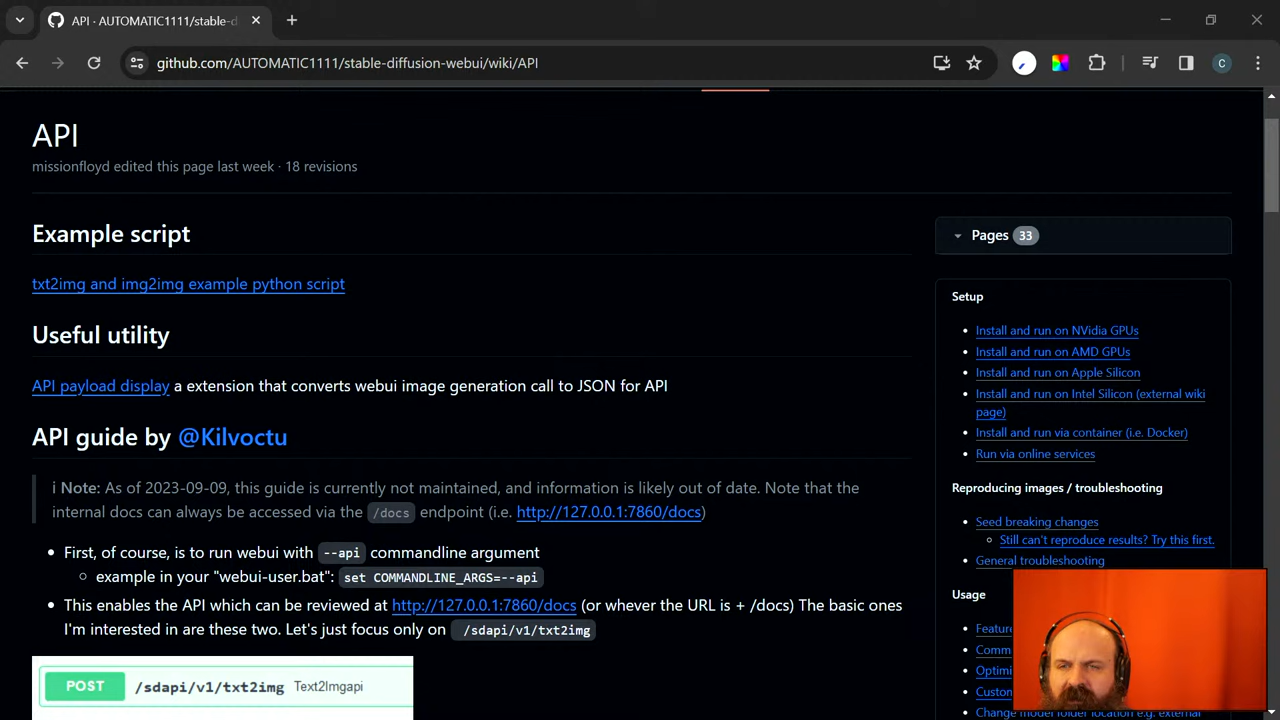 API · AUTOMATIC1111/stable-d
github.com/AUTOMATIC1111/stable-diffusion-webui/wiki/API
C
API
missionfloyd edited this page last week · 18 revisions
Example script
Pages 33
txt2img and img2img example python script
Setup
Useful utility
Install and run on NVidia GPUs
Install and run on AMD GPUs
Install and run on Apple Silicon
API payload display a extension that converts webui image generation call to JSON for API
Install and run on Intel Silicon (external wiki
page)
API guide by @Kilvoctu
Install and run via container (i.e. Docker)
Run via online services
i Note: As of 2023-09-09, this guide is currently not maintained, and information is likely out of date. Note that the
internal docs can always be accessed via the /docs endpoint (i.e. http://127.0.0.1:7860/docs)
Reproducing images / troubleshooting
Seed breaking changes
Still can't reproduce results? Try this first.
General troubleshooting
First, of course, is to run webui with --api commandline argument
example in your "webui-user.bat": set COMMANDLINE_ARGS=--api
Usage
This enables the API which can be reviewed at http://127.0.0.1:7860/docs (or whever the URL is + /docs) The basic ones
I'm interested in are these two. Let's just focus only on /sdapi/v1/txt2img
Featur
Comm
Optimi
Custom
Change model folder location e.g. external
POST /sdapi/v1/txt2img Text2Imgapi